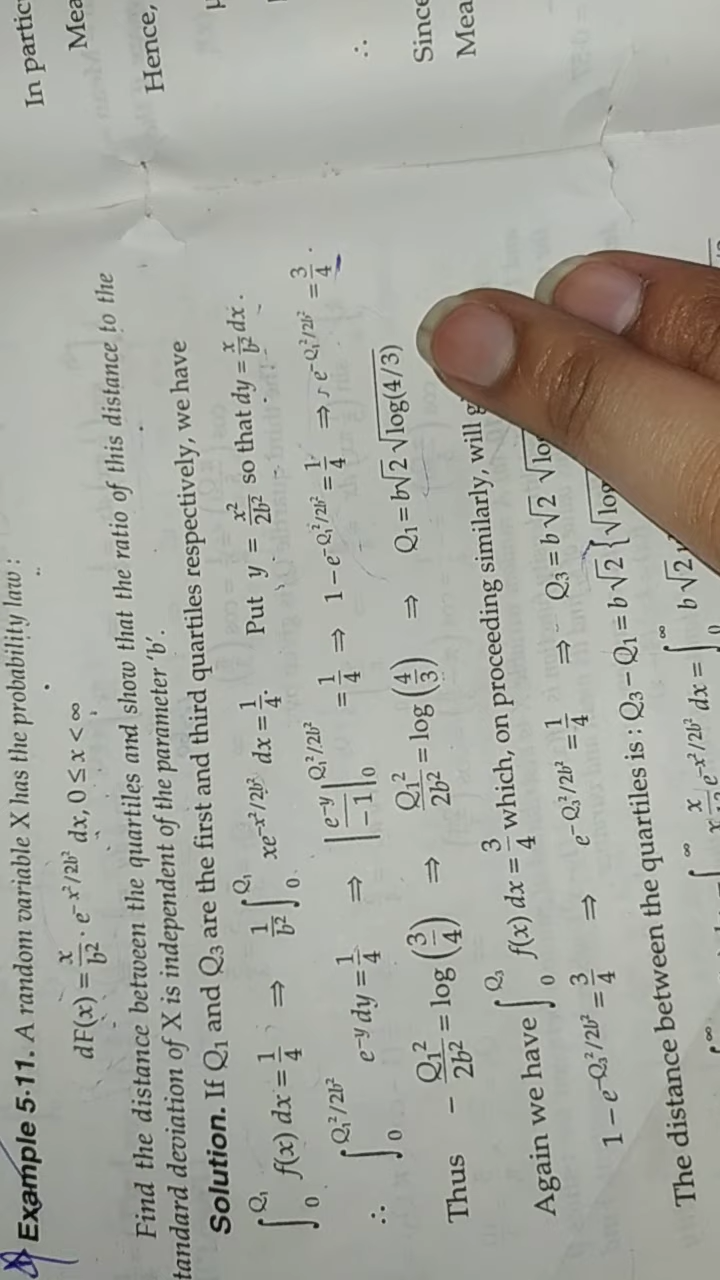 Example 5·11. A random variable X has the probability law :
dF(x) = x/b² · e^(-x²/2b²) dx, 0 ≤ x < ∞
Find the distance between the quartiles and show that the ratio of this distance to the
tandard deviation of X is independent of the parameter 'b'.
Solution. If Q₁ and Q₃ are the first and third quartiles respectively, we have
∫₀^Q₁ f(x) dx = 1/4 ⇒ 1/b² ∫₀^Q₁ xe^(-x²/2b²) dx = 1/4. Put y = x²/2b² so that dy = x/b² dx.
∴ ∫₀^(Q₁²/2b²) e^(-y) dy = 1/4 ⇒ |e^(-y)/-1|₀^(Q₁²/2b²) = 1/4 ⇒ 1 - e^(-Q₁²/2b²) = 1/4 ⇒ e^(-Q₁²/2b²) = 3/4.
Thus - Q₁²/2b² = log (3/4) ⇒ Q₁²/2b² = log (4/3) ⇒ Q₁ = b√2 √log(4/3)
Again we have ∫₀^Q₃ f(x) dx = 3/4 which, on proceeding similarly, will
1 - e^(-Q₃²/2b²) = 3/4 ⇒ e^(-Q₃²/2b²) = 1/4 ⇒ Q₃ = b√2
The distance between the quartiles is : Q₃ - Q₁ = b√2 {
x/b² e^(-x²/2b²) dx = ∫₀^∞ b√2
In
Mea
Hence,
∴
Since
Mea